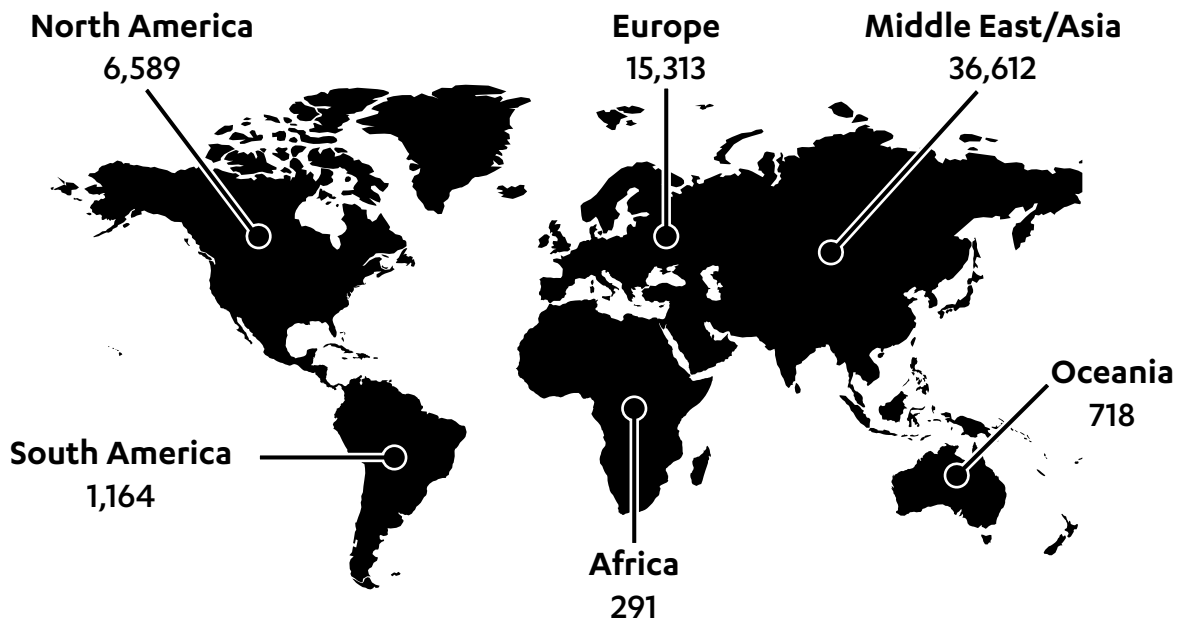 North America
6,589
Europe
15,313
Middle East/Asia
36,612
Oceania
718
South America
1,164
Africa
291